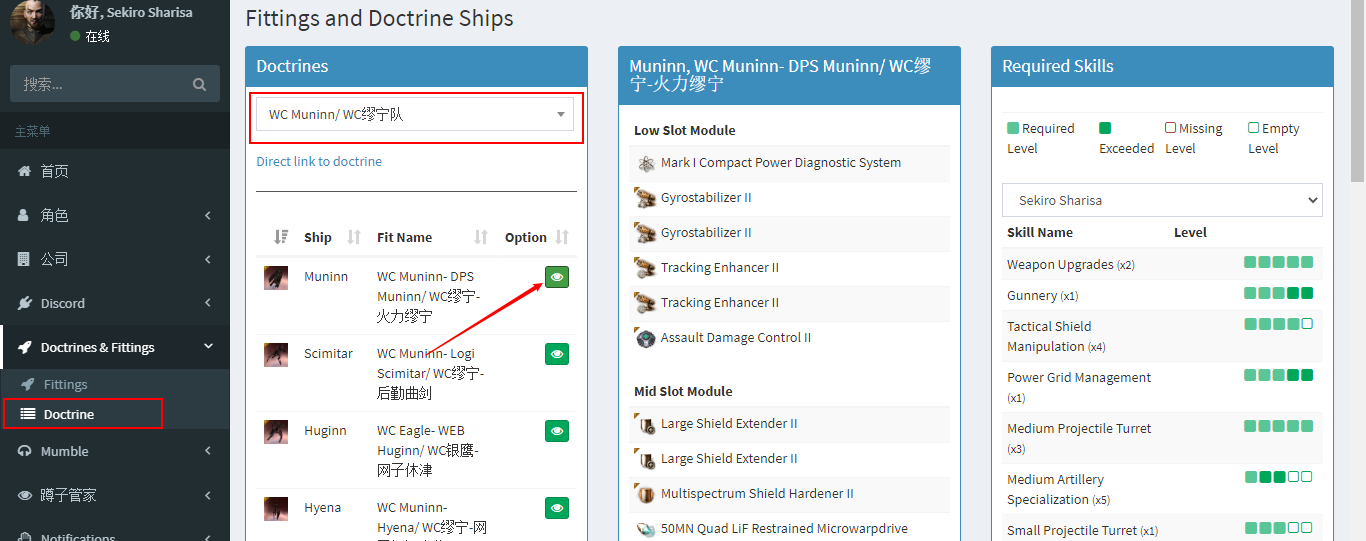 你好, Sekiro Sharisa
在线
搜索...
主菜单
首页
角色
公司
Discord
Doctrines & Fittings
Fittings
Doctrine
Mumble
蹲子管家
Notifications
Fittings and Doctrine Ships
Doctrines
WC Muninn/ WC缪宁队
Direct link to doctrine
Ship Fit Name Option
Muninn WC Muninn- DPS
Muninn/ WC缪宁-
火力缪宁
Scimitar WC Muninn- Logi
Scimitar/ WC缪宁-
后勤曲剑
Huginn WC Eagle- WEB
Huginn/ WC银鹰-
网子休津
Hyena WC Muninn-
Hyena/ WC缪宁-网
Muninn, WC Muninn- DPS Muninn/ WC缪
宁-火力缪宁
Low Slot Module
Mark I Compact Power Diagnostic System
Gyrostabilizer II
Gyrostabilizer II
Tracking Enhancer II
Tracking Enhancer II
Assault Damage Control II
Mid Slot Module
Large Shield Extender II
Large Shield Extender II
Multispectrum Shield Hardener II
50MN Quad LiF Restrained Microwarpdrive
Required Skills
Required Level
Exceeded
Missing Level
Empty Level
Sekiro Sharisa
Skill Name Level
Weapon Upgrades (x2)
Gunnery (x1)
Tactical Shield
Manipulation (x4)
Power Grid Management
(x1)
Medium Projectile Turret
(x3)
Medium Artillery
Specialization (x5)
Small Projectile Turret (x1)